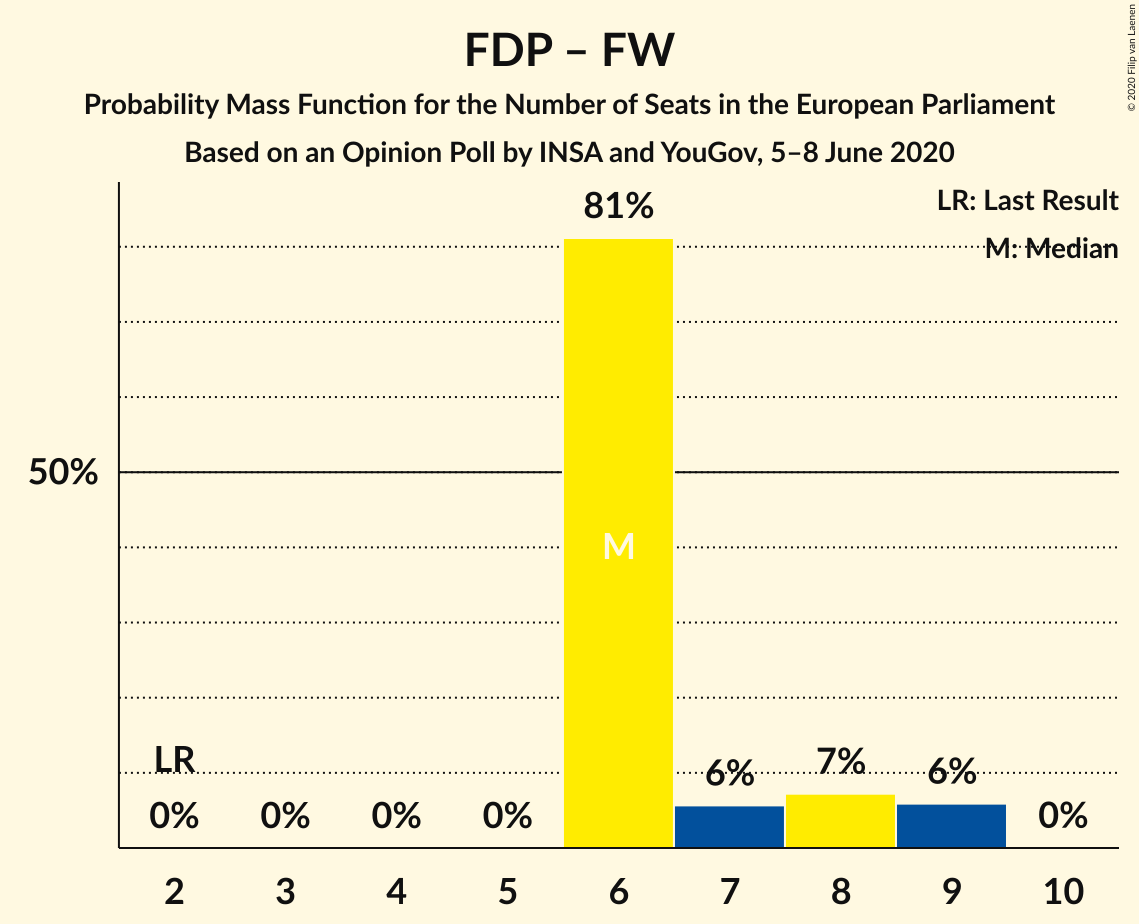 FDP – FW
Probability Mass Function for the Number of Seats in the European Parliament
Based on an Opinion Poll by INSA and YouGov, 5–8 June 2020
© 2020 Filip van Laenen
LR: Last Result
M: Median
81%
50%
M
LR
0%
0%
0%
0%
6%
7%
6%
0%
2
3
4
5
6
7
8
9
10